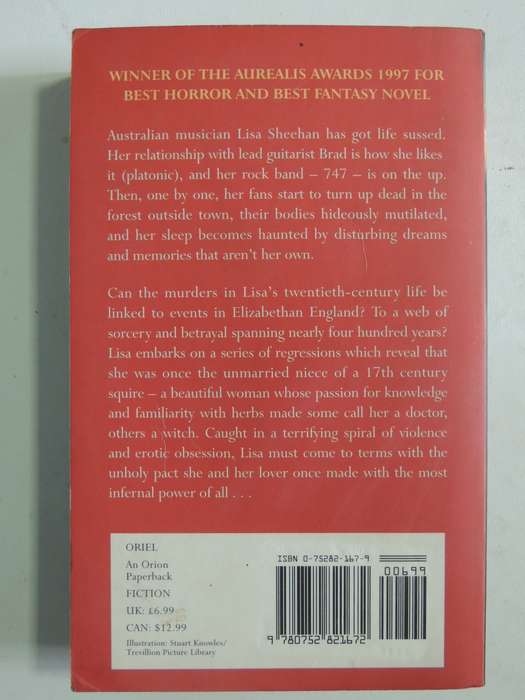 WINNER OF THE AUREALIS AWARDS 1997 FOR
BEST HORROR AND BEST FANTASY NOVEL
Australian musician Lisa Sheehan has got life sussed.
Her relationship with lead guitarist Brad is how she likes
it (platonic), and her rock band – 747 – is on the up.
Then, one by one, her fans start to turn up dead in the
forest outside town, their bodies hideously mutilated,
and her sleep becomes haunted by disturbing dreams
and memories that aren't her own.
Can the murders in Lisa's twentieth-century life be
linked to events in Elizabethan England? To a web of
sorcery and betrayal spanning nearly four hundred years?
Lisa embarks on a series of regressions which reveal that
she was once the unmarried niece of a 17th century
squire – a beautiful woman whose passion for knowledge
and familiarity with herbs made some call her a doctor,
others a witch. Caught in a terrifying spiral of violence
and erotic obsession, Lisa must come to terms with the
unholy pact she and her lover once made with the most
infernal power of all . . .
ORIEL
An Orion
Paperback
FICTION
UK: £6.99
CAN: $12.99
Illustration: Stuart Knowles/
Trevillion Picture Library
ISBN 0-75282-167-9
00699
9 780752 821672